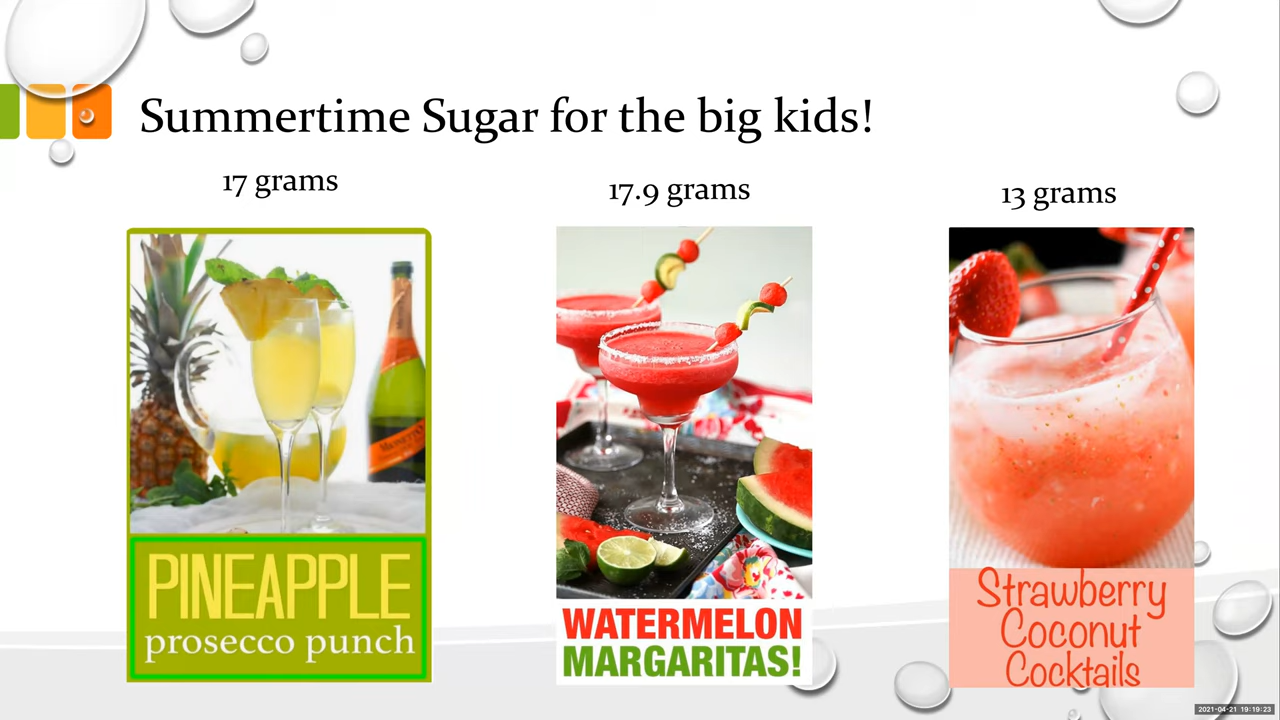 Summertime Sugar for the big kids!
17 grams
17.9 grams
13 grams
PINEAPPLE
prosecco punch
WATERMELON
MARGARITAS!
Strawberry
Coconut
Cocktails
2021-04-21 19:19:23